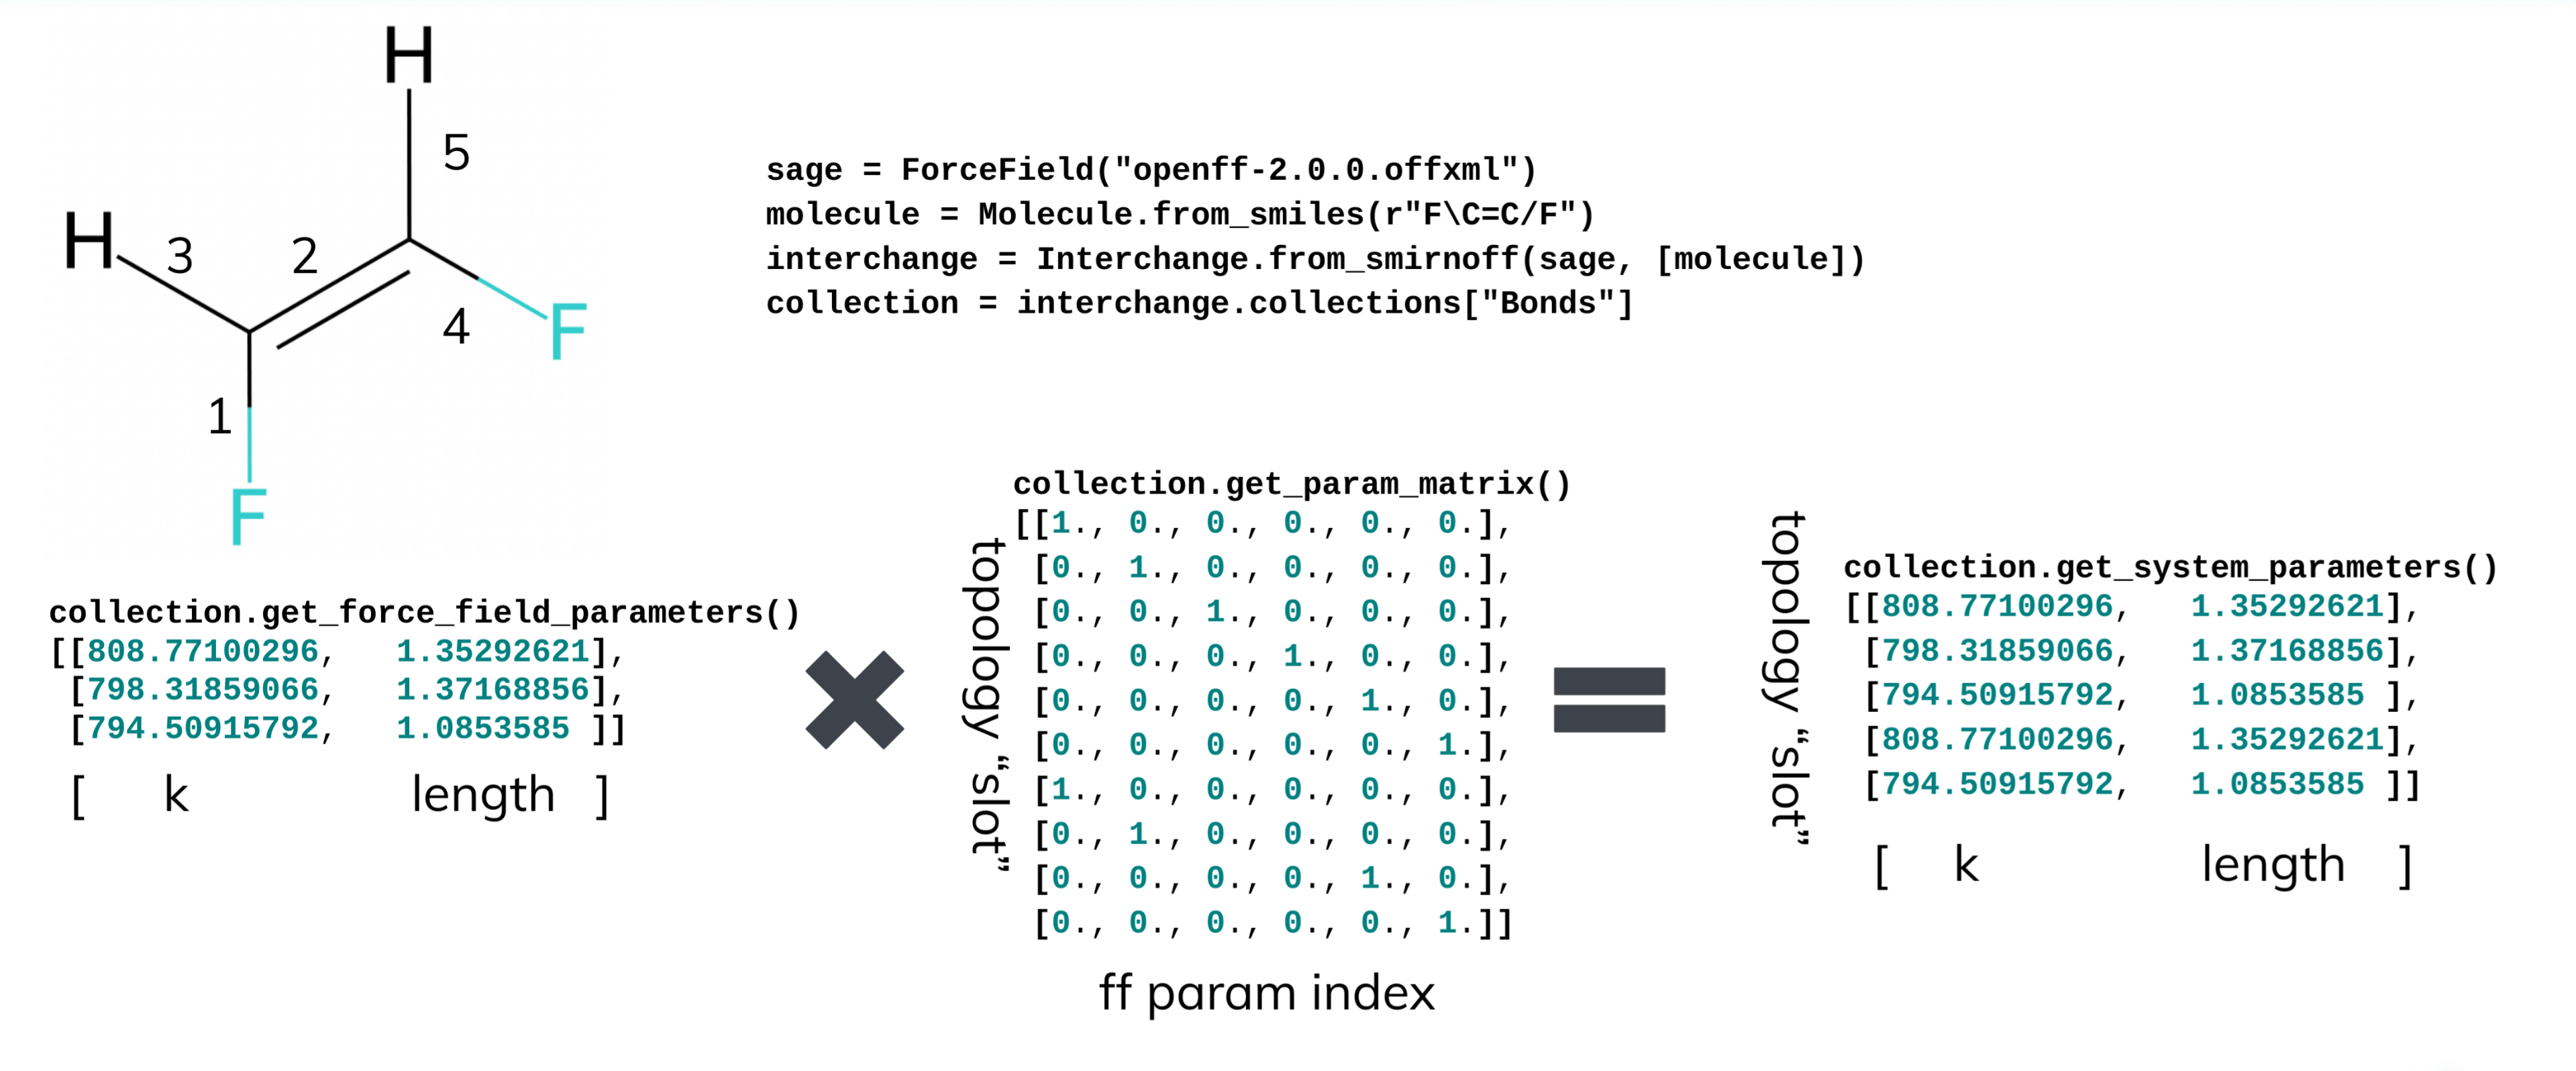 H
5
H
3
2
4
F
1
F
sage = ForceField("openff-2.0.0.offxml")
molecule = Molecule.from_smiles(r"F\C=C/F")
interchange = Interchange.from_smirnoff(sage, [molecule])
collection = interchange.collections["Bonds"]
collection.get_force_field_parameters()
[[808.77100296,   1.35292621],
[798.31859066,   1.37168856],
[794.50915792,   1.0853585 ]]
[ k length ]
topology “slot”
collection.get_param_matrix()
[[1., 0., 0., 0., 0., 0.],
[0., 1., 0., 0., 0., 0.],
[0., 0., 1., 0., 0., 0.],
[0., 0., 0., 1., 0., 0.],
[0., 0., 0., 0., 1., 0.],
[0., 0., 0., 0., 0., 1.],
[1., 0., 0., 0., 0., 0.],
[0., 1., 0., 0., 0., 0.],
[0., 0., 0., 0., 1., 0.],
[0., 0., 0., 0., 0., 1.]]
ff param index
topology “slot”
collection.get_system_parameters()
[[808.77100296,   1.35292621],
[798.31859066,   1.37168856],
[794.50915792,   1.0853585 ],
[808.77100296,   1.35292621],
[794.50915792,   1.0853585 ]]
[ k length ]